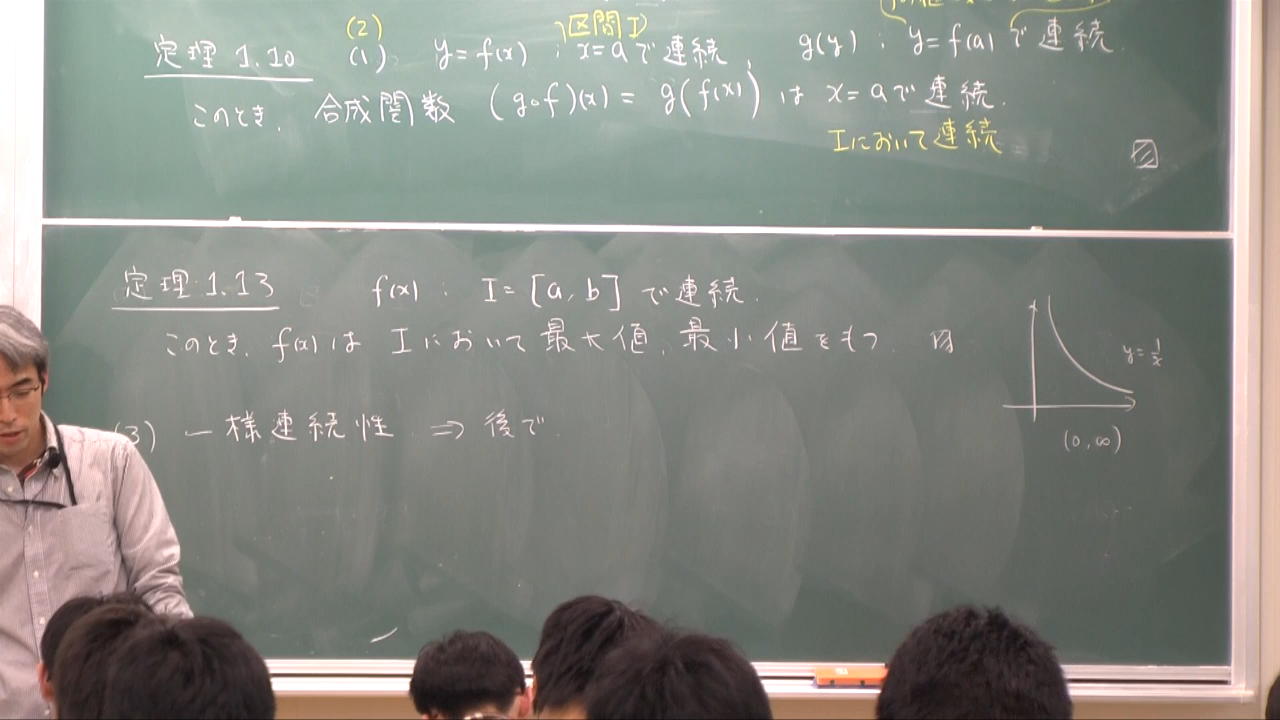 (2) 区間I)
定理 1.10 (1) y=f(x) : x=aで連続, g(y) : y=f(a)で連続.
このとき, 合成関数 (g∘f)(x) = g(f(x)) は x=aで連続.
Iにおいて連続
定理 1.13 f(x) : I=[a,b]で連続.
このとき, f(x)は Iにおいて最大値, 最小値をもつ
y=1/x
(0,∞)
(3) 一様連続性 ⇒ 後で